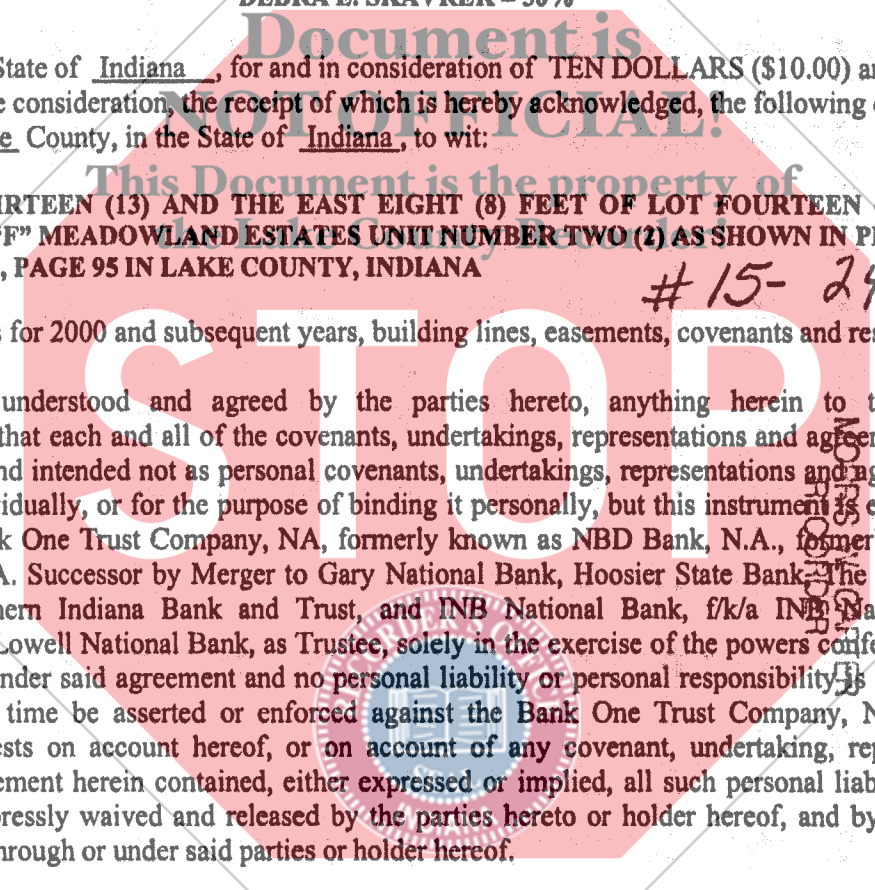 DEBRA L. SKAVREK – 50%
Document is
State of Indiana, for and in consideration of TEN DOLLARS ($10.00) an
e consideration, the receipt of which is hereby acknowledged, the following
NOT OFFICIAL!
e County, in the State of Indiana, to wit:
This Document is the property of
IRTEEN (13) AND THE EAST EIGHT (8) FEET OF LOT FOURTEEN
the Lake County Recorder!
"F" MEADOWLAND ESTATES UNIT NUMBER TWO (2) AS SHOWN IN PL
, PAGE 95 IN LAKE COUNTY, INDIANA
# 15- 24
s for 2000 and subsequent years, building lines, easements, covenants and res
STOP
understood and agreed by the parties hereto, anything herein to t
that each and all of the covenants, undertakings, representations and agreem
nd intended not as personal covenants, undertakings, representations and ag
vidually, or for the purpose of binding it personally, but this instrument is e
k One Trust Company, NA, formerly known as NBD Bank, N.A., former
A. Successor by Merger to Gary National Bank, Hoosier State Bank, The
hern Indiana Bank and Trust, and INB National Bank, f/k/a INB Na
Lowell National Bank, as Trustee, solely in the exercise of the powers confe
nder said agreement and no personal liability or personal responsibility is
time be asserted or enforced against the Bank One Trust Company, N
ests on account hereof, or on account of any covenant, undertaking, rep
ement herein contained, either expressed or implied, all such personal liab
pressly waived and released by the parties hereto or holder hereof, and by
hrough or under said parties or holder hereof.
RECORDER
INDIANA